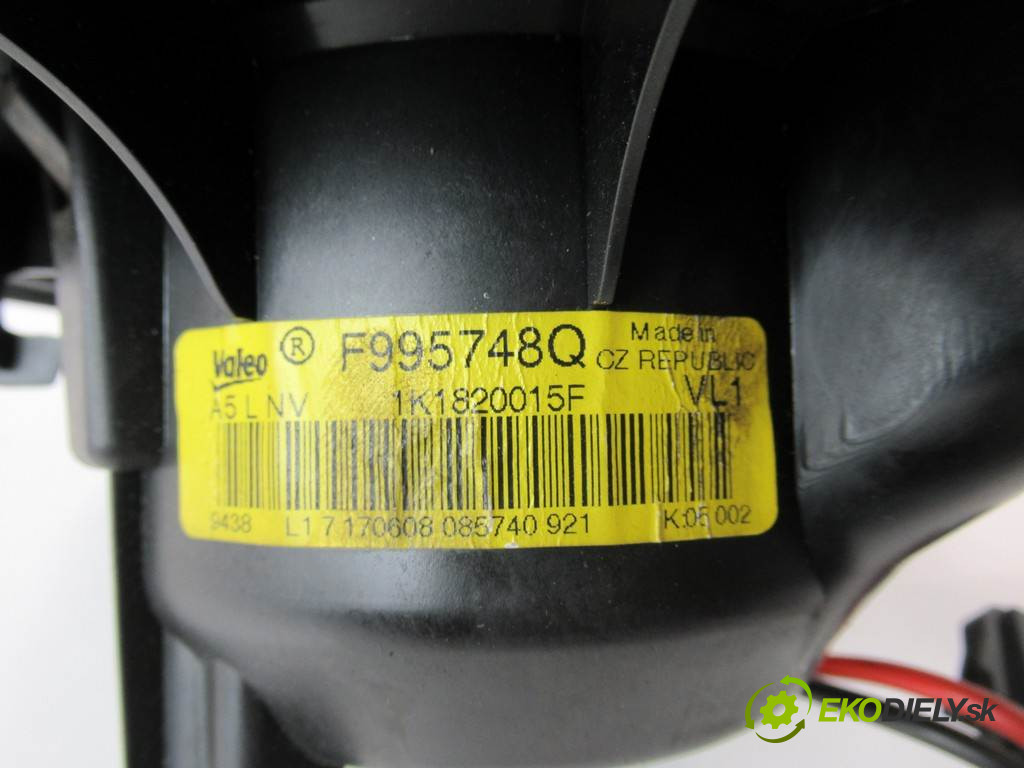 Valeo ® F995748Q Made in
CZ REPUBLIC
A5 L NV 1K1820015F VL1
9438 L1 7 170608 085740 921 K:05 002
EKODIELY.sk